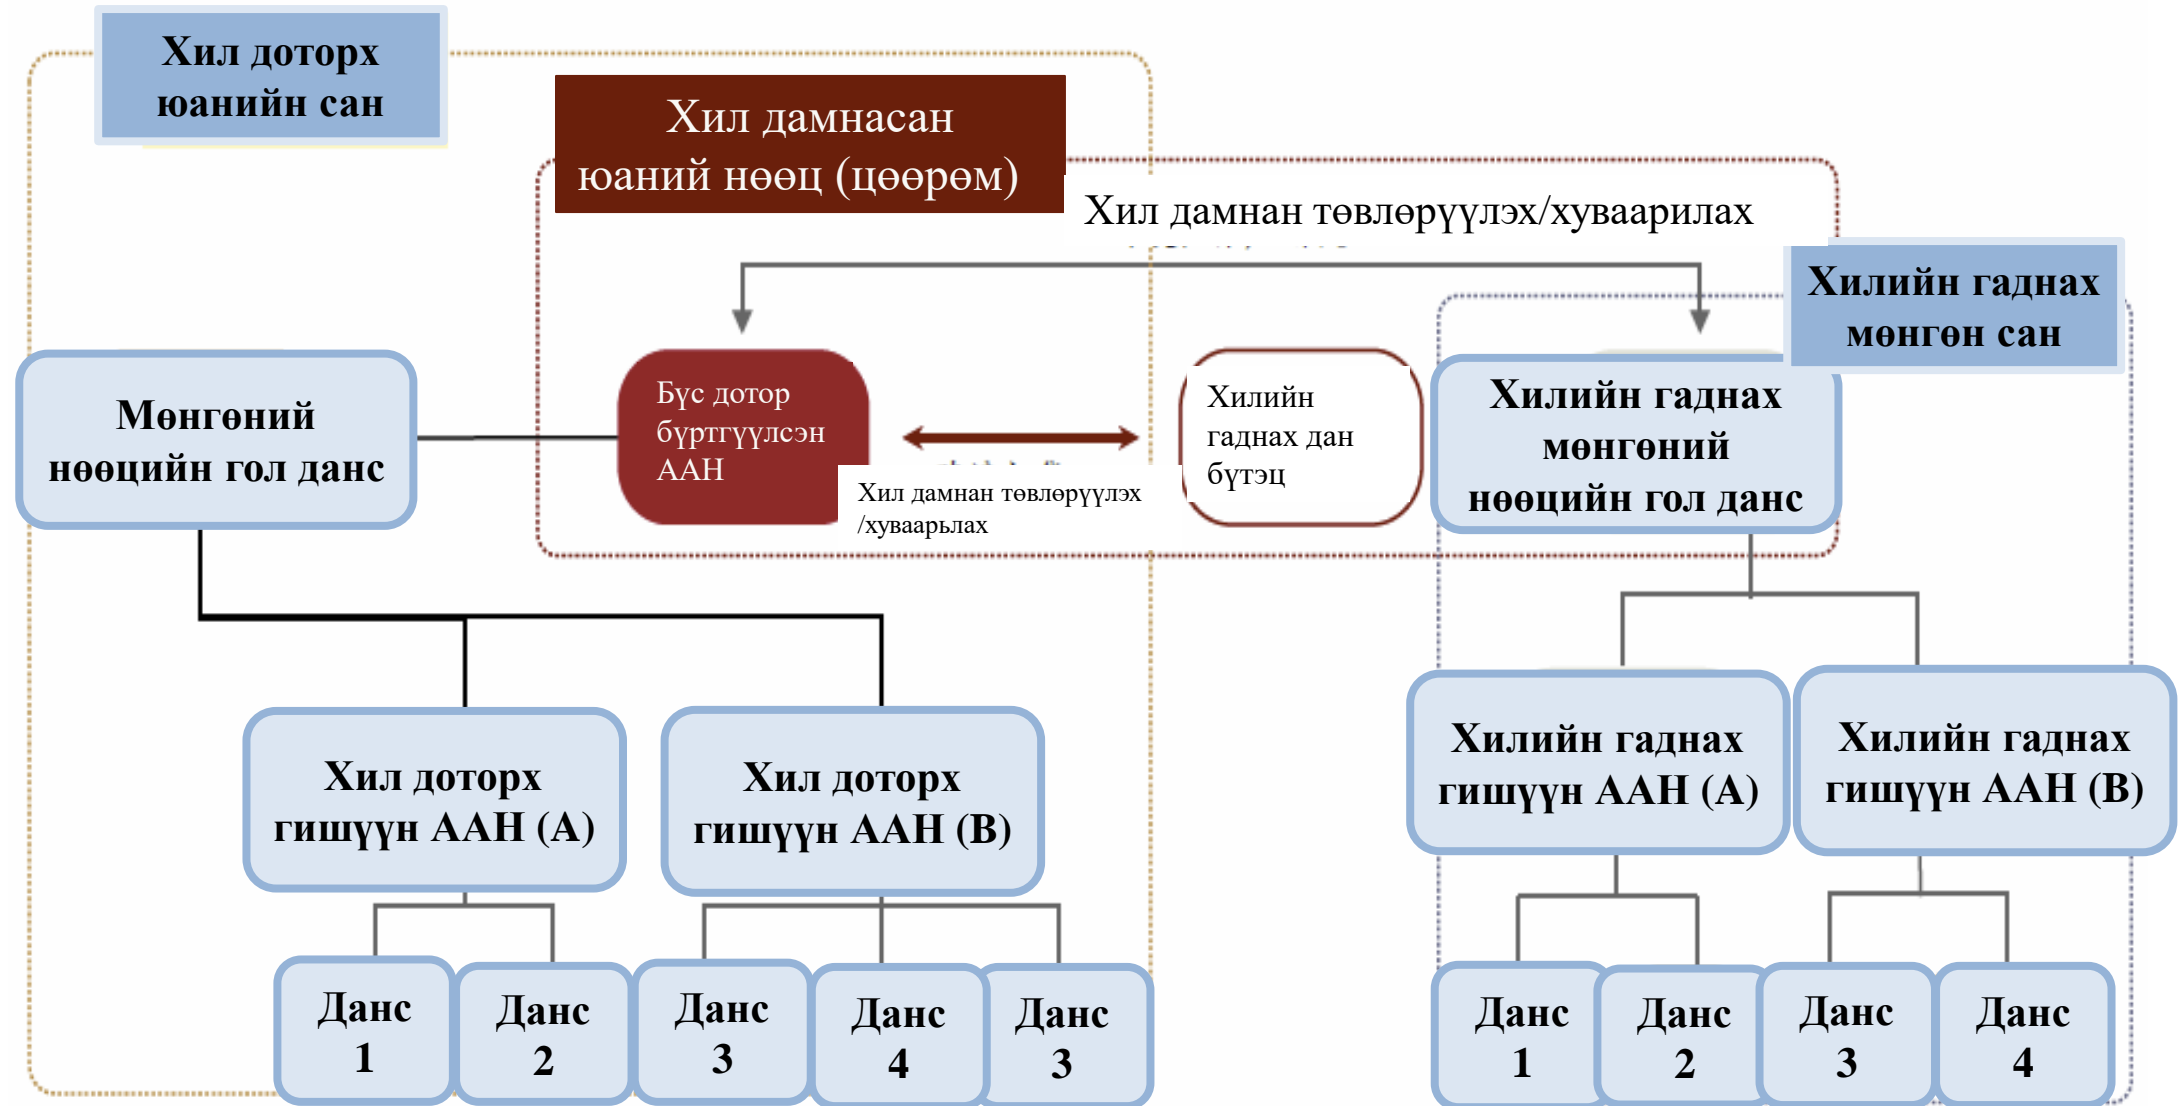 Хил доторх
юанийн сан
Хил дамнасан
юаний нөөц (цөөрөм)
Хил дамнан төвлөрүүлэх/хуваарилах
Хилийн гаднах
мөнгөн сан
Мөнгөний
нөөцийн гол данс
Бүс дотор
бүртгүүлсэн
ААН
Хил дамнан төвлөрүүлэх
/хуваарьлах
Хилийн
гаднах дан
бүтэц
Хилийн гаднах
мөнгөний
нөөцийн гол данс
Хил доторх
гишүүн ААН (А)
Хил доторх
гишүүн ААН (В)
Хилийн гаднах
гишүүн ААН (А)
Хилийн гаднах
гишүүн ААН (В)
Данс
1
Данс
2
Данс
3
Данс
4
Данс
3
Данс
1
Данс
2
Данс
3
Данс
4